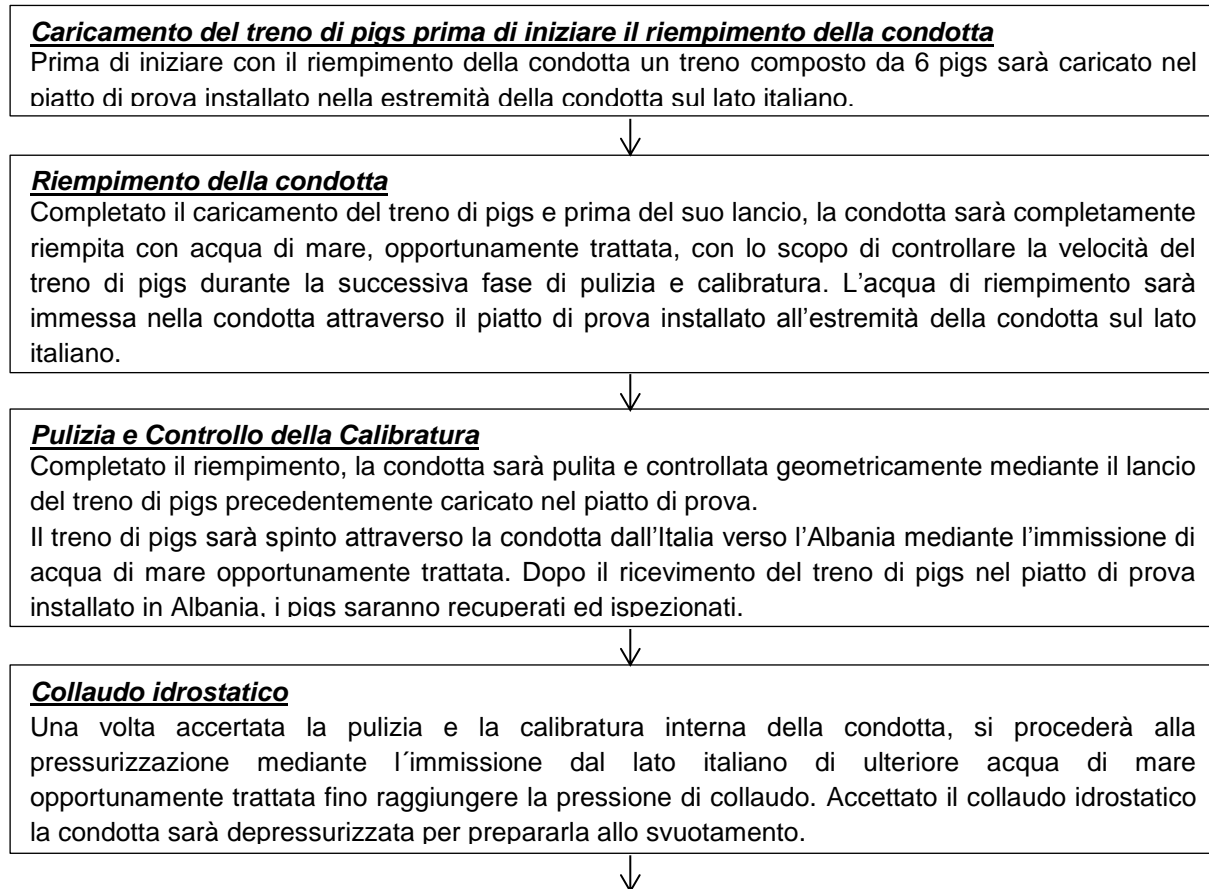 Caricamento del treno di pigs prima di iniziare il riempimento della condotta
Prima di iniziare con il riempimento della condotta un treno composto da 6 pigs sarà caricato nel
piatto di prova installato nella estremità della condotta sul lato italiano.
Riempimento della condotta
Completato il caricamento del treno di pigs e prima del suo lancio, la condotta sarà completamente
riempita con acqua di mare, opportunamente trattata, con lo scopo di controllare la velocità del
treno di pigs durante la successiva fase di pulizia e calibratura. L'acqua di riempimento sarà
immessa nella condotta attraverso il piatto di prova installato all'estremità della condotta sul lato
italiano.
Pulizia e Controllo della Calibratura
Completato il riempimento, la condotta sarà pulita e controllata geometricamente mediante il lancio
del treno di pigs precedentemente caricato nel piatto di prova.
Il treno di pigs sarà spinto attraverso la condotta dall'Italia verso l'Albania mediante l'immissione di
acqua di mare opportunamente trattata. Dopo il ricevimento del treno di pigs nel piatto di prova
installato in Albania, i pigs saranno recuperati ed ispezionati.
Collaudo idrostatico
Una volta accertata la pulizia e la calibratura interna della condotta, si procederà alla
pressurizzazione mediante l´immissione dal lato italiano di ulteriore acqua di mare
opportunamente trattata fino raggiungere la pressione di collaudo. Accettato il collaudo idrostatico
la condotta sarà depressurizzata per prepararla allo svuotamento.